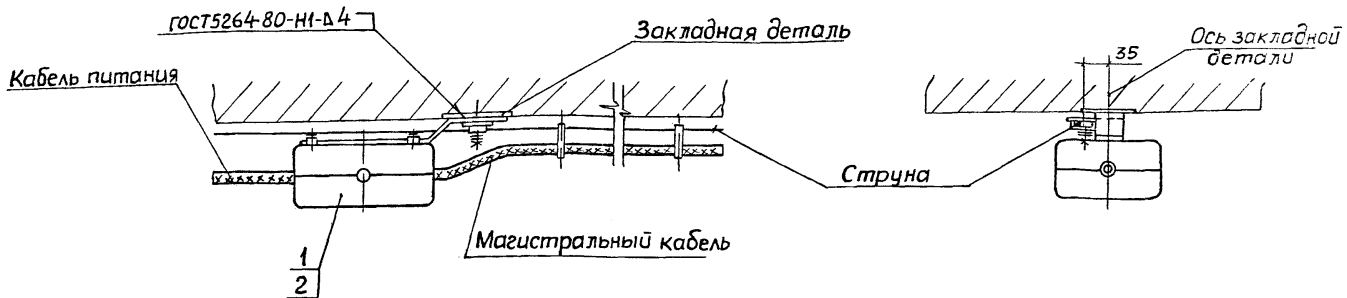 ГОСТ5264-80-Н1-Δ4
Закладная деталь
Кабель питания
Ось закладной
детали
35
Струна
Магистральный кабель
1
2